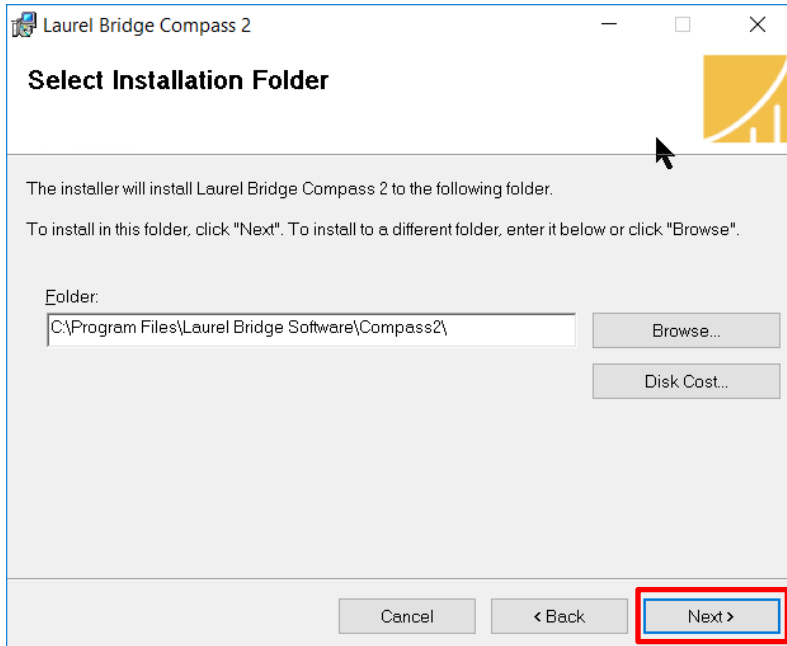 Laurel Bridge Compass 2
Select Installation Folder
The installer will install Laurel Bridge Compass 2 to the following folder.
To install in this folder, click "Next". To install to a different folder, enter it below or click "Browse".
Folder:
C:\Program Files\Laurel Bridge Software\Compass2\
Browse...
Disk Cost...
Cancel
< Back
Next >